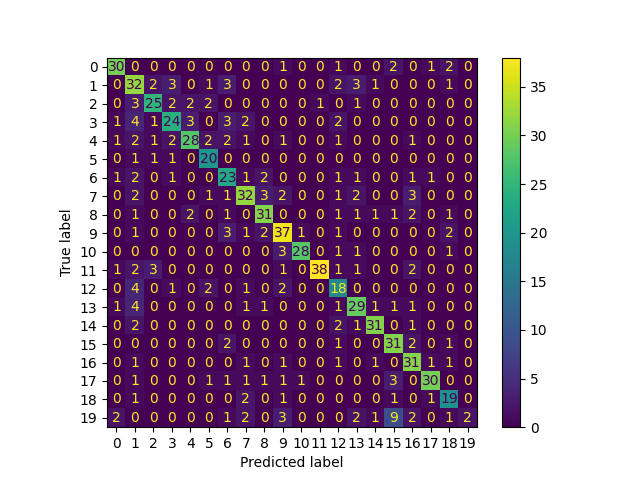 0 30 0 0 0 0 0 0 0 0 1 0 0 1 0 0 2 0 1 2 0
1 0 32 2 3 0 1 3 0 0 0 0 0 2 3 1 0 0 0 1 0
2 0 3 25 2 2 2 0 0 0 0 0 1 0 1 0 0 0 0 0 0
3 1 4 1 24 3 0 3 2 0 0 0 0 2 0 0 0 0 0 0 0
4 1 2 1 2 28 2 2 1 0 1 0 0 1 0 0 0 1 0 0 0
5 0 1 1 1 0 20 0 0 0 0 0 0 0 0 0 0 0 0 0 0
6 1 2 0 1 0 0 23 1 2 0 0 0 1 1 0 0 1 1 0 0
7 0 2 0 0 0 1 1 32 3 2 0 0 1 2 0 0 3 0 0 0
8 0 1 0 0 2 0 1 0 31 0 0 0 1 1 1 1 2 0 1 0
9 0 1 0 0 0 0 3 1 2 37 1 0 1 0 0 0 0 0 2 0
10 0 0 0 0 0 0 0 0 0 3 28 0 1 1 0 0 0 0 1 0
11 1 2 3 0 0 0 0 0 0 1 0 38 1 1 0 0 2 0 0 0
12 0 4 0 1 0 2 0 1 0 2 0 0 18 0 0 0 0 0 0 0
13 1 4 0 0 0 0 0 1 1 0 0 0 1 29 1 1 1 0 0 0
14 0 2 0 0 0 0 0 0 0 0 0 0 2 1 31 0 1 0 0 0
15 0 0 0 0 0 0 2 0 0 0 0 0 1 0 0 31 2 0 1 0
16 0 1 0 0 0 0 0 1 0 1 0 0 1 0 1 0 31 1 1 0
17 0 1 0 0 0 1 1 1 1 1 1 0 0 0 0 3 0 30 0 0
18 0 1 0 0 0 0 0 2 0 1 0 0 0 0 0 1 0 1 19 0
19 2 0 0 0 0 0 1 2 0 3 0 0 0 2 1 9 2 0 1 2
0 1 2 3 4 5 6 7 8 9 10 11 12 13 14 15 16 17 18 19
Predicted label
True label
35
30
25
20
15
10
5
0